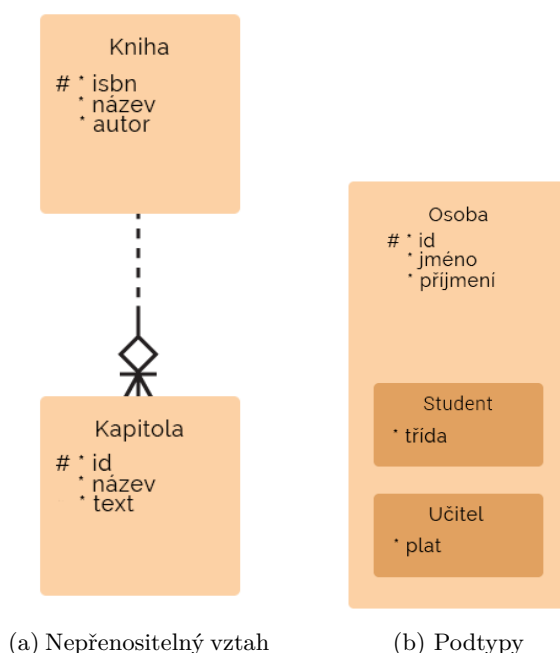 Kniha
# * isbn
* název
* autor
Kapitola
# * id
* název
* text
(a) Nepřenositelný vztah
Osoba
# * id
* jméno
* příjmení
Student
* třída
Učitel
* plat
(b) Podtypy